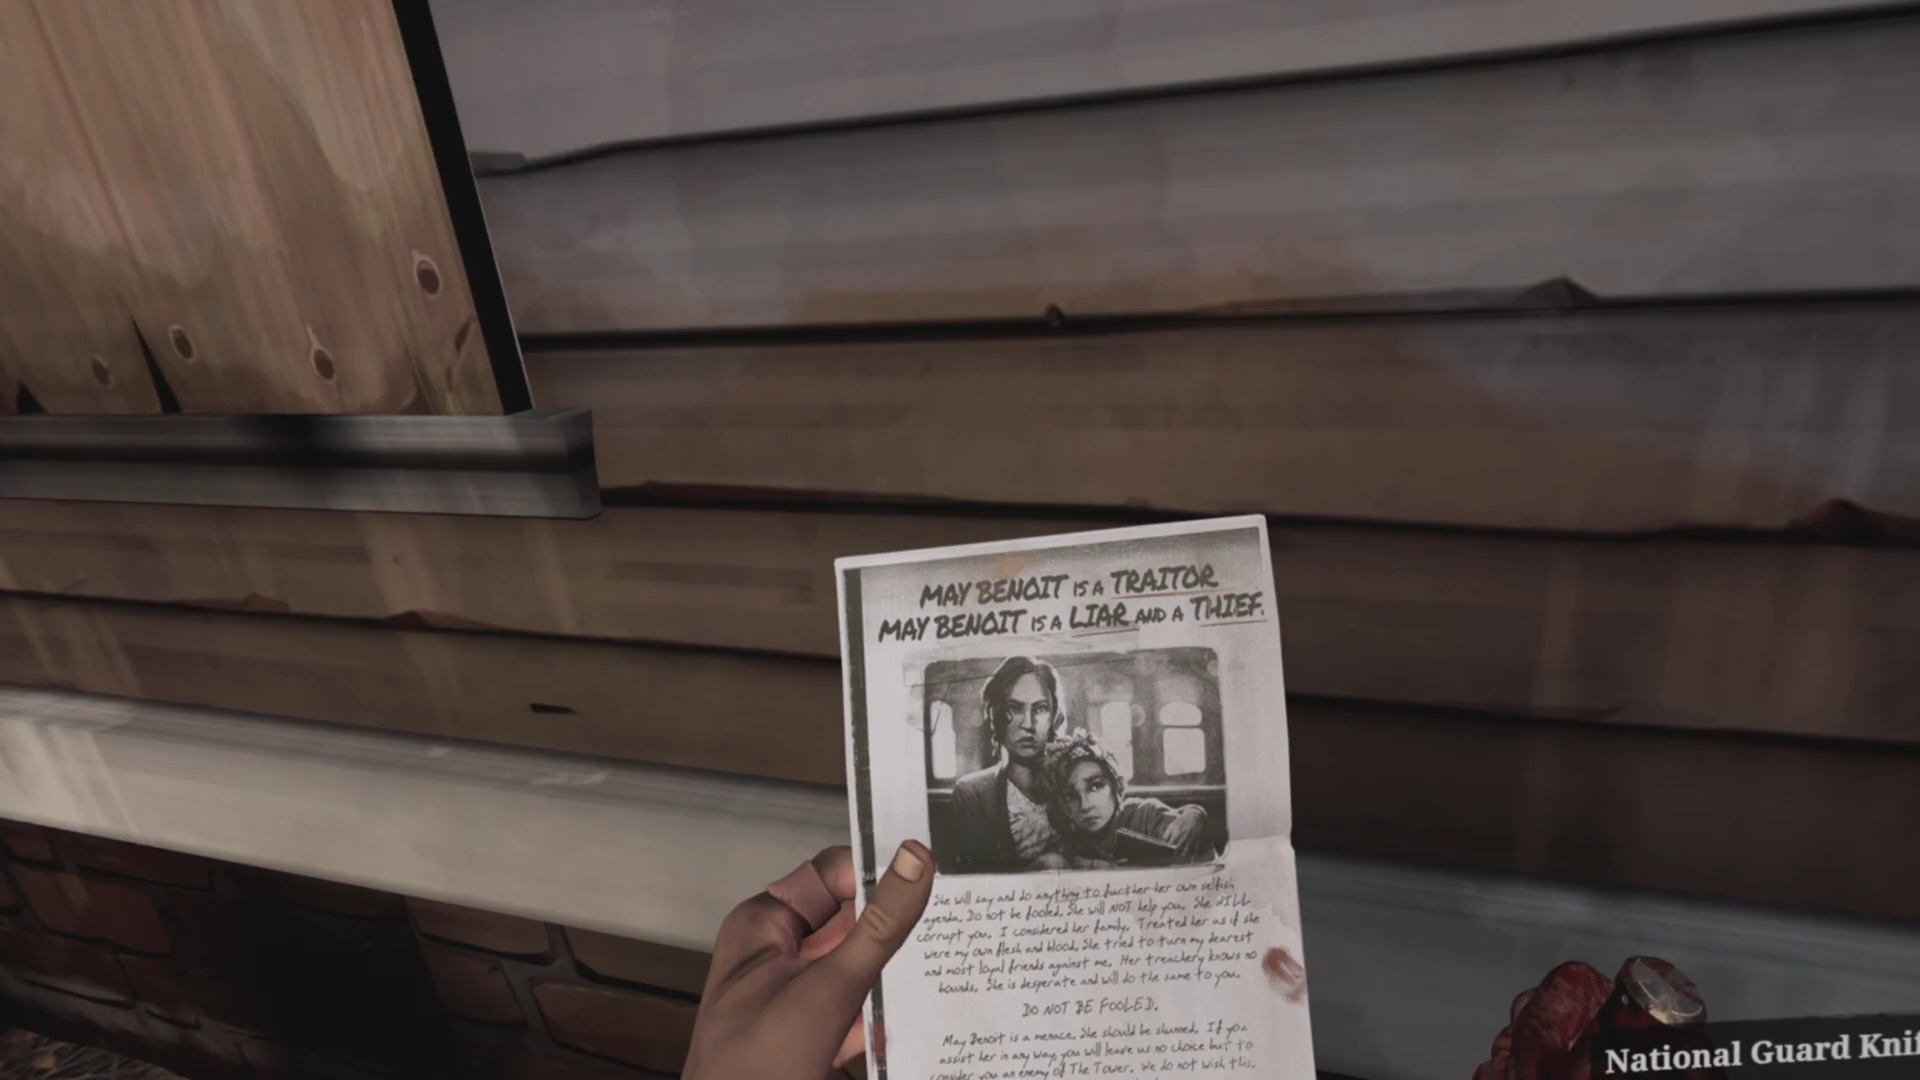 MAY BENOIT IS A TRAITOR
MAY BENOIT IS A LIAR AND A THIEF.
She will say and do anything to further her own selfish
agenda. Do not be fooled. She will NOT help you. She WILL
corrupt you. I considered her family. Treated her as if she
were my own flesh and blood. She tried to turn my dearest
and most loyal friends against me. Her treachery knows no
bounds. She is desperate and will do the same to you.
DO NOT BE FOOLED.
May Benoit is a menace. She should be shunned. If you
assist her in any way, you will leave us no choice but to
consider you an enemy of The Tower. We do not wish this.
National Guard Knif